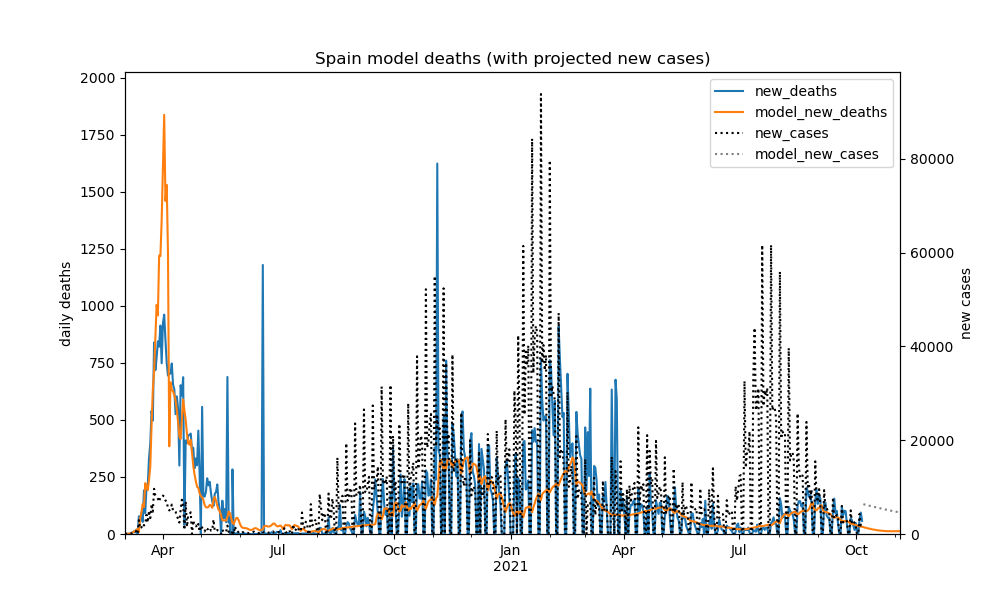 Spain model deaths (with projected new cases)
new_deaths
model_new_deaths
new_cases
model_new_cases
daily deaths
2000
1750
1500
1250
1000
750
500
250
0
80000
60000
40000
20000
0
new cases
Apr Jul Oct Jan Apr Jul Oct
2021